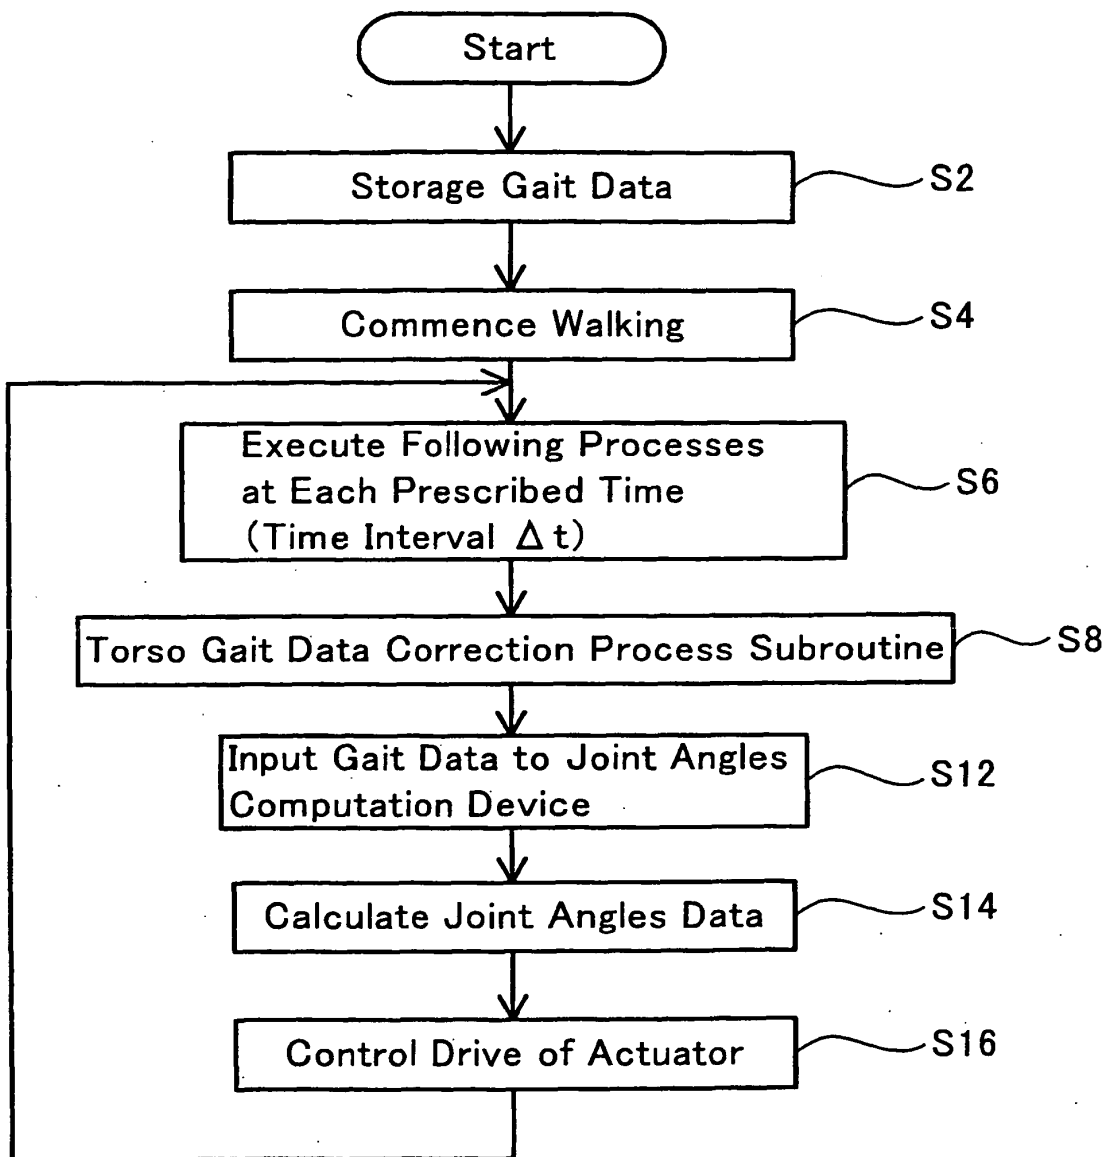 Start
Storage Gait Data
S2
Commence Walking
S4
Execute Following Processes
at Each Prescribed Time
(Time Interval Δt)
S6
Torso Gait Data Correction Process Subroutine
S8
Input Gait Data to Joint Angles
Computation Device
S12
Calculate Joint Angles Data
S14
Control Drive of Actuator
S16